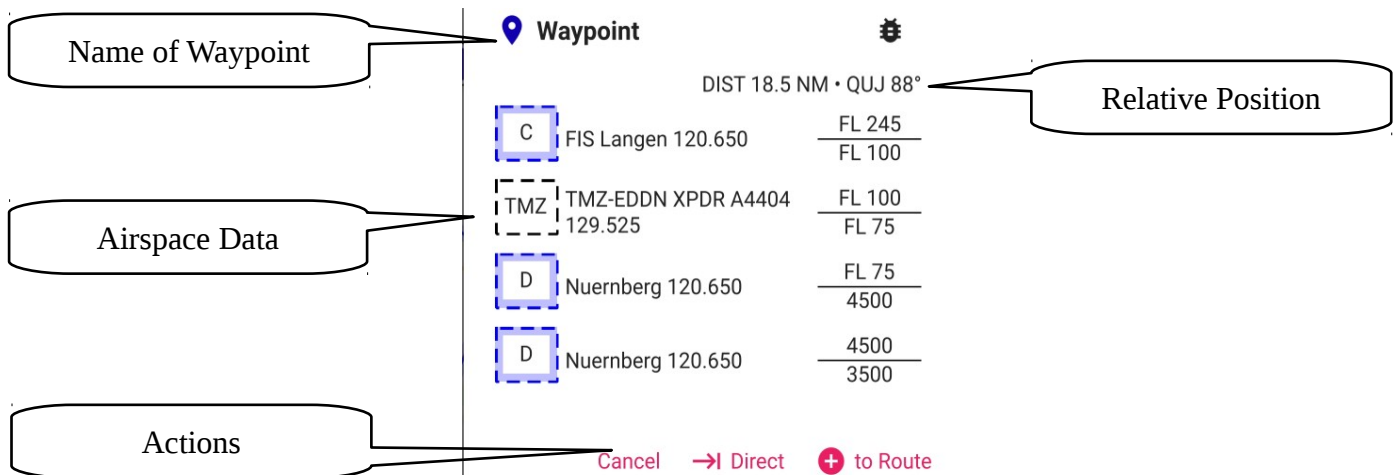 Name of Waypoint
Waypoint
DIST 18.5 NM • QUJ 88°
Relative Position
C
FIS Langen 120.650
FL 245
FL 100
Airspace Data
TMZ
TMZ-EDDN XPDR A4404
129.525
FL 100
FL 75
D
Nuernberg 120.650
FL 75
4500
D
Nuernberg 120.650
4500
3500
Actions
Cancel
Direct
to Route